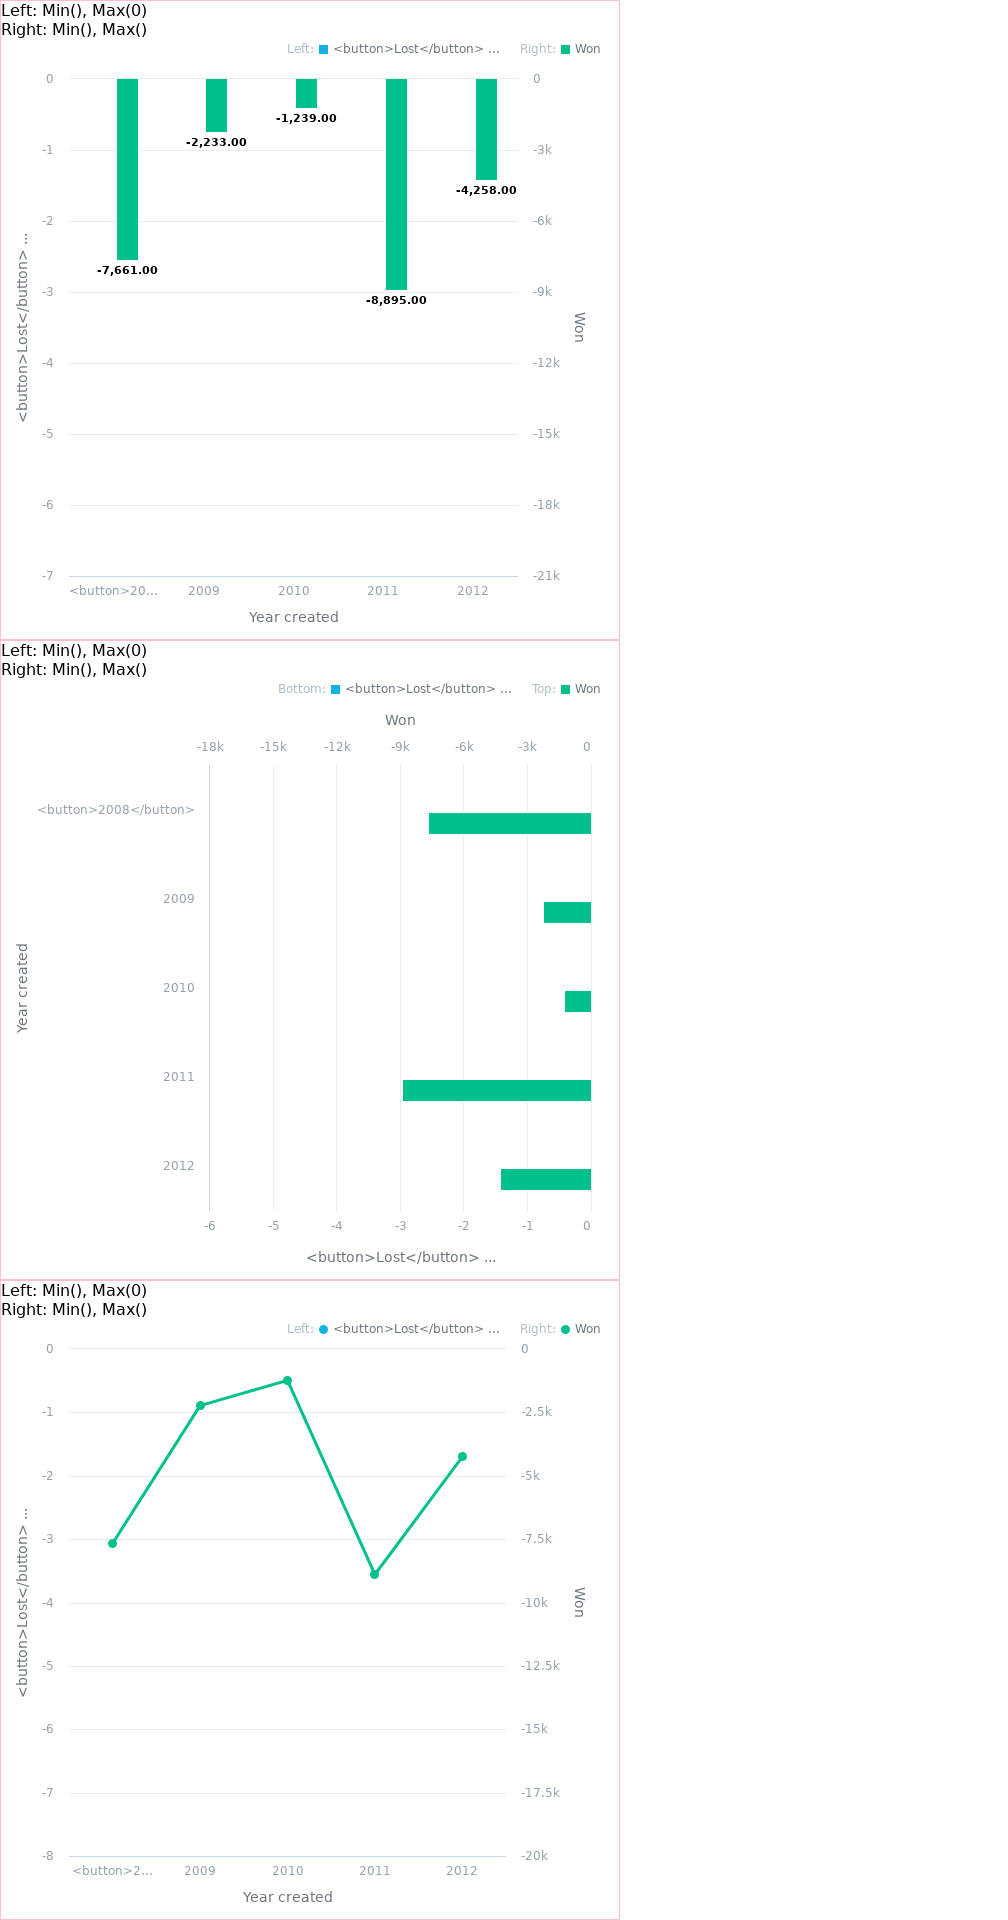 Left: Min(), Max(0)
Right: Min(), Max()
Left: <button>Lost</button> ... Right: Won
0 0
-1 -3k
-2 -6k
-3 -9k
-4 -12k
-5 -15k
-6 -18k
-7 -21k
-7,661.00
-2,233.00
-1,239.00
-8,895.00
-4,258.00
<button>Lost</button> ...
Won
<button>20... 2009 2010 2011 2012
Year created
Left: Min(), Max(0)
Right: Min(), Max()
Bottom: <button>Lost</button> ... Top: Won
Won
-18k -15k -12k -9k -6k -3k 0
<button>2008</button>
2009
2010
2011
2012
Year created
-6 -5 -4 -3 -2 -1 0
<button>Lost</button> ...
Left: Min(), Max(0)
Right: Min(), Max()
Left: <button>Lost</button> ... Right: Won
0 0
-1 -2.5k
-2 -5k
-3 -7.5k
-4 -10k
-5 -12.5k
-6 -15k
-7 -17.5k
-8 -20k
<button>Lost</button> ...
Won
<button>2... 2009 2010 2011 2012
Year created